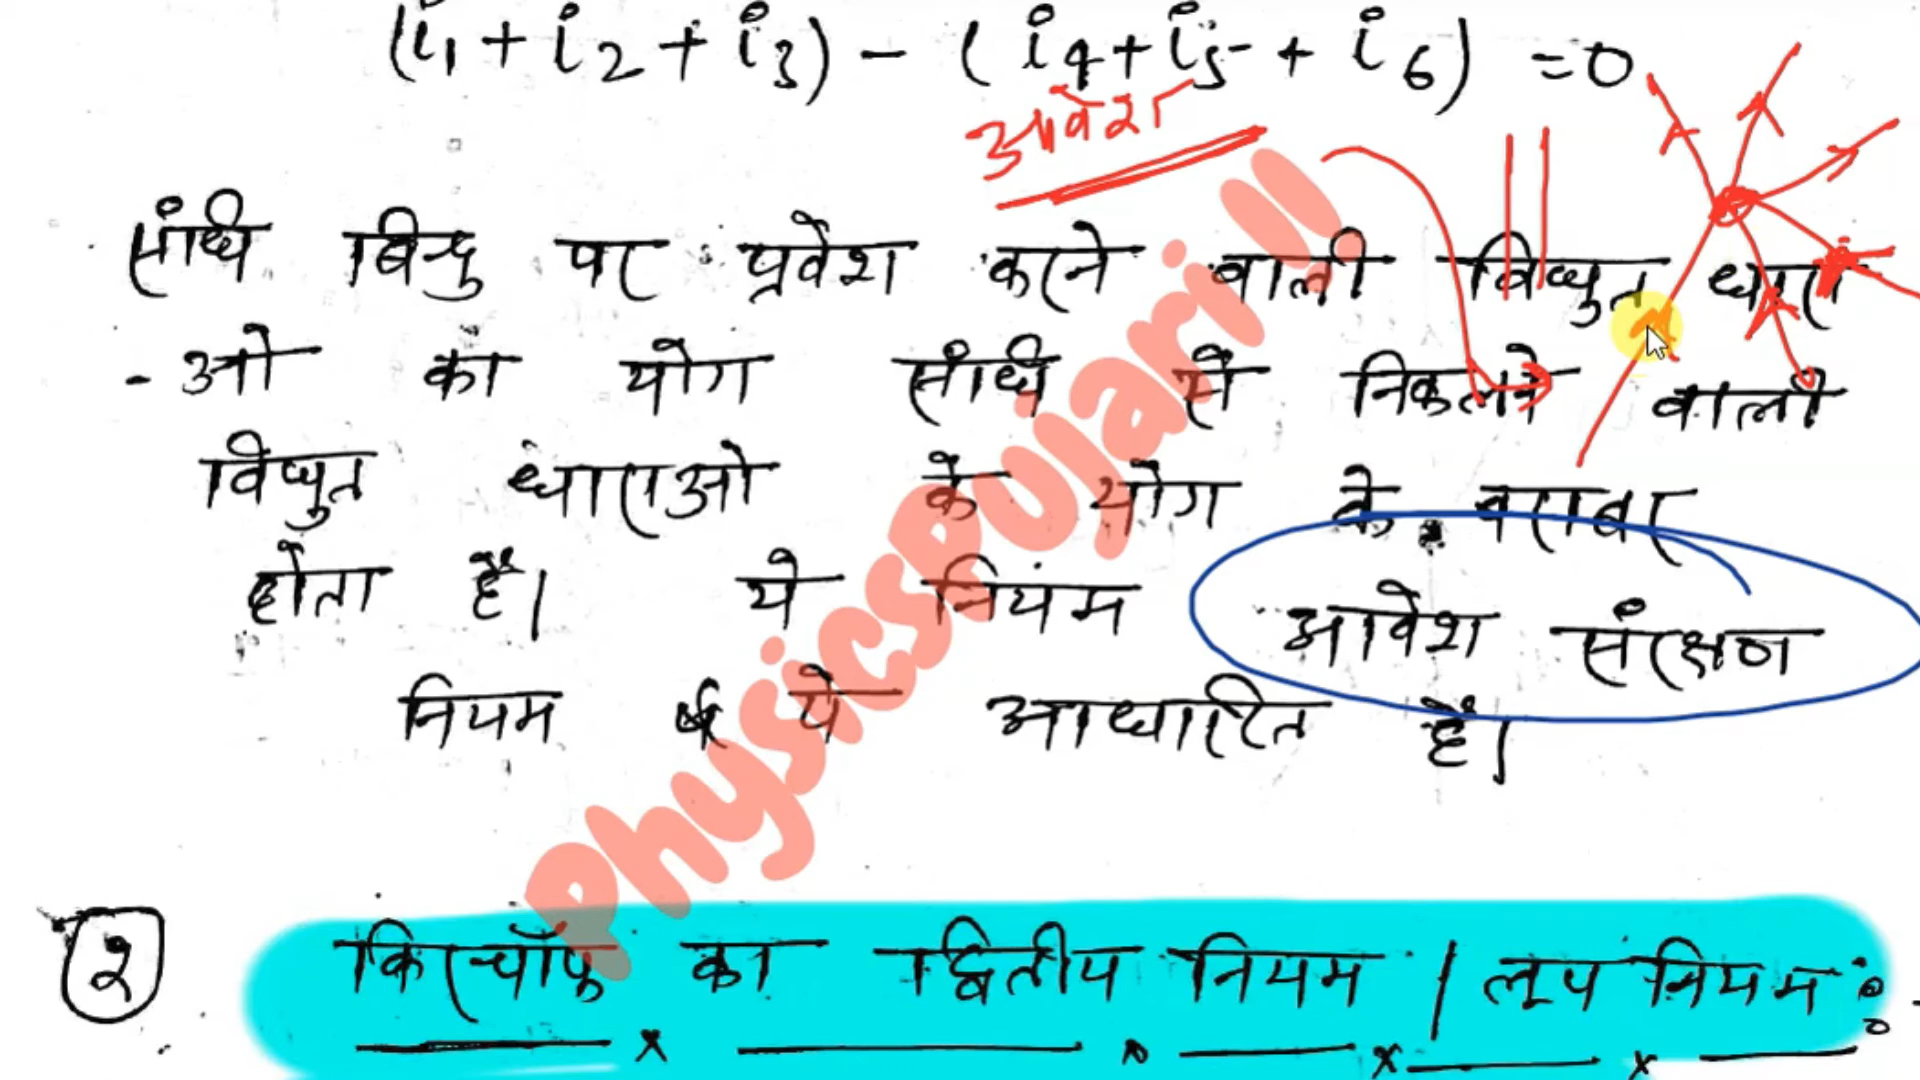 (i1 + i2 + i3) - (i4 + i5 + i6) = 0
आवेश
संधि बिन्दु पर प्रवेश करने वाली विधुत धारा
- ओ का योग संधि से निकलने वाली
विधुत धाराओ के योग के बराबर
होता है। ये नियम आवेश संरक्षण
नियम पे आधारित है।
PhysicsPujari!!
२ किरचॉफ का द्वितीय नियम | लूप नियम :